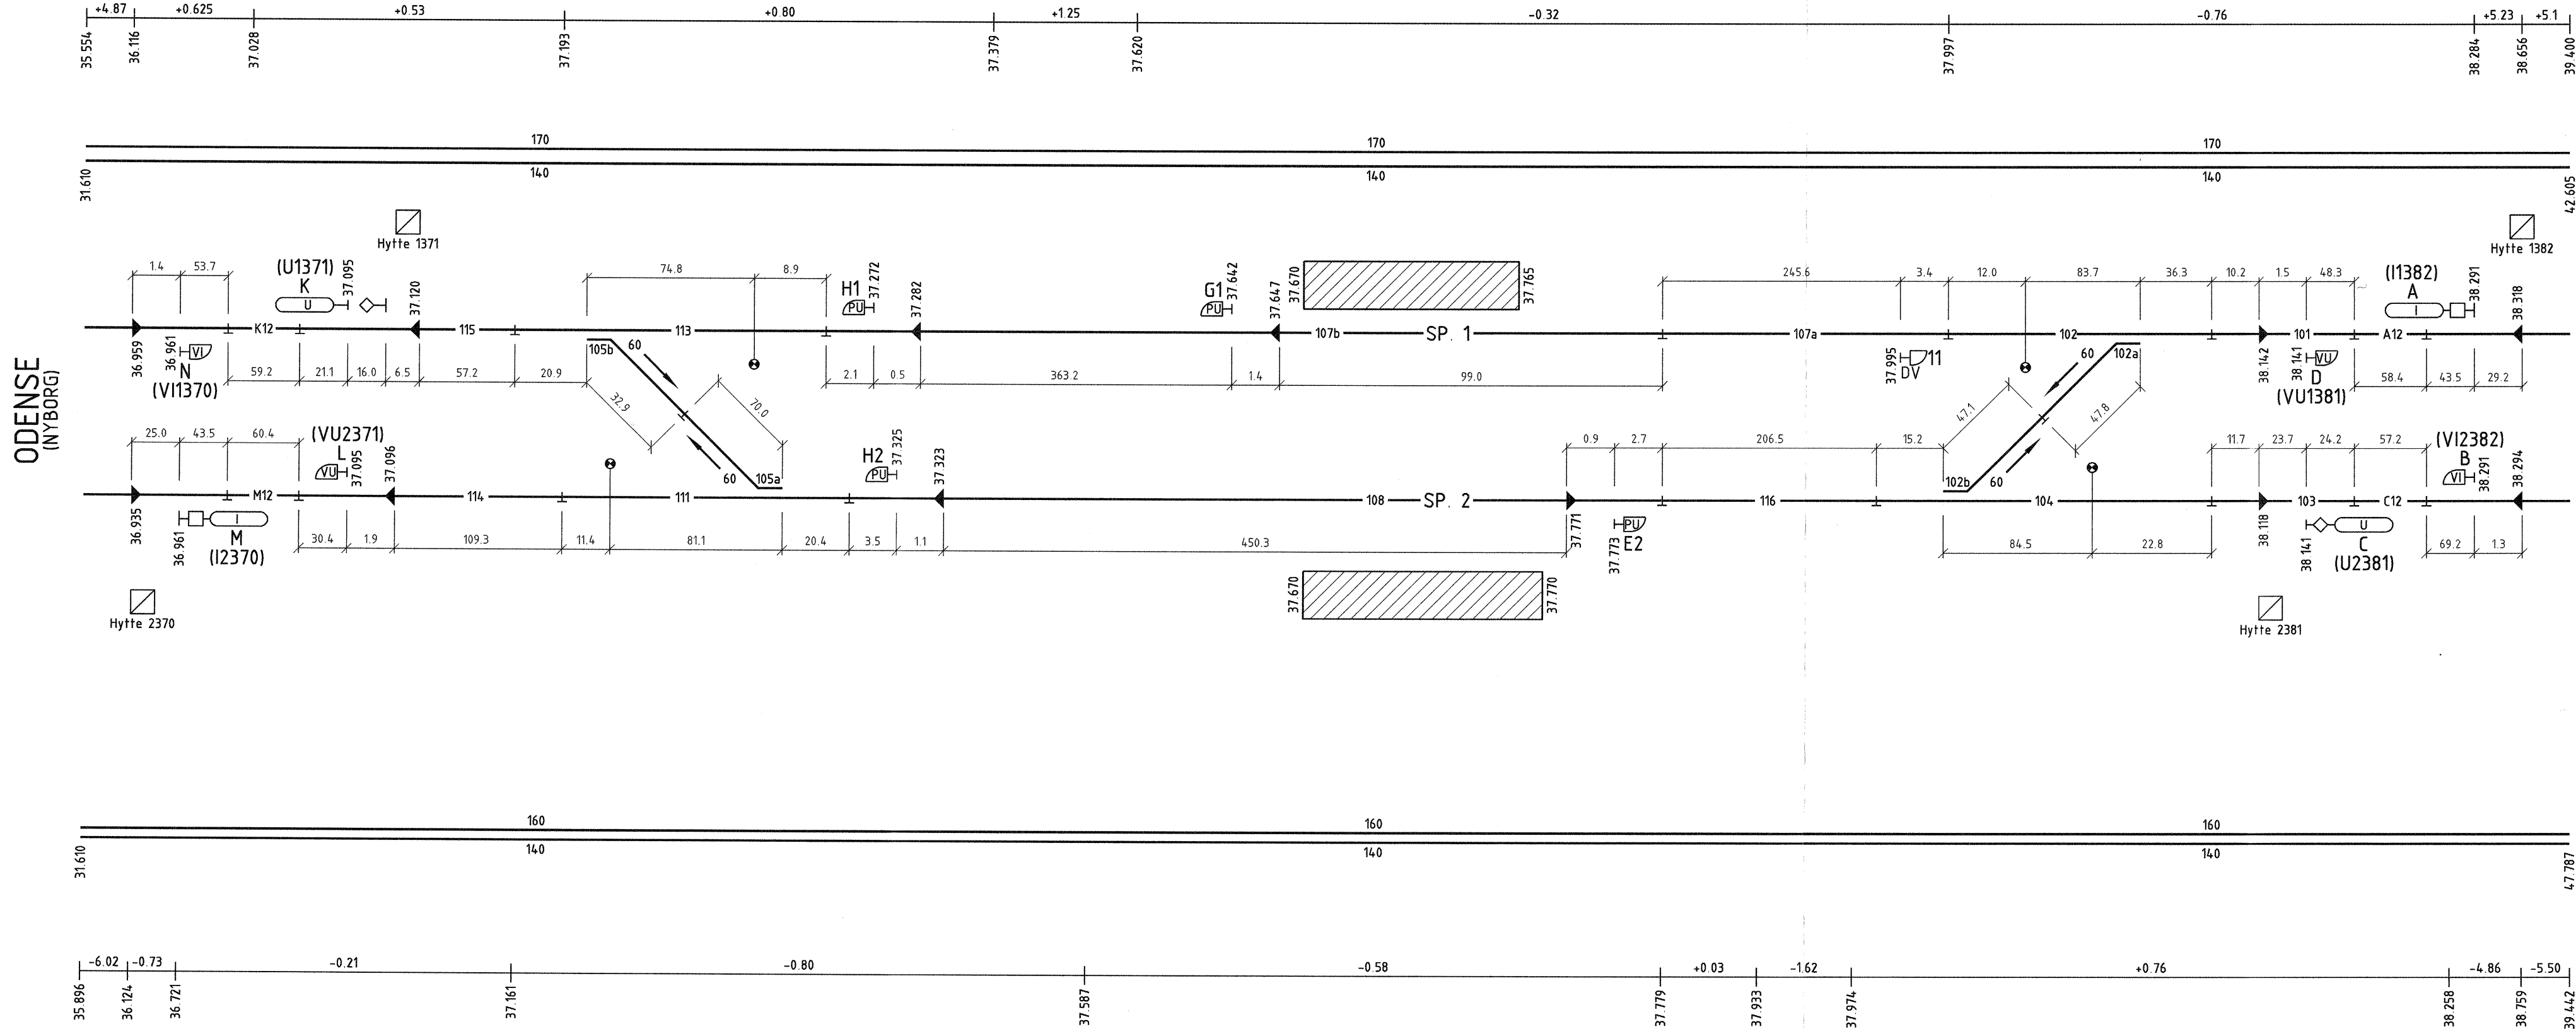 +4.87 +0.625 +0.53 +0.80 +1.25 -0.32 -0.76 +5.23 +5.1
35.554 36.116 37.028 37.193 37.379 37.620 37.997 38.284 38.656 39.400
170 170 170
140 140 140
31.610 42.605
Hytte 1371
Hytte 1382
1.4 53.7
(U1371)
K
U
37.095
37.120
74.8 8.9
H1
PU
37.272
37.282
G1
PU
37.642
37.647
37.670
37.765
245.6 3.4 12.0 83.7 36.3 10.2 1.5 48.3
(I1382)
A
I
38.291
38.318
K12 115 113 107b SP. 1 107a 102 101 A12
36.959
36.961
VI
N
(VI1370)
59.2 21.1 16.0 6.5 57.2 20.9
105b
60
2.1 0.5 363.2 1.4 99.0
37.995
11
DV
60
102a
38.142
38.141
VU
D
(VU1381)
58.4 43.5 29.2
ODENSE
(NYBORG)
32.9
70.0
47.1
47.8
25.0 43.5 60.4
(VU2371)
L
VU
37.095
37.096
60
105a
H2
PU
37.325
37.323
0.9 2.7 206.5 15.2
102b
60
11.7 23.7 24.2 57.2
(VI2382)
B
VI
38.291
38.294
M12 114 111 108 SP. 2 116 104 103 C12
36.935
36.961
I
M
(I2370)
30.4 1.9 109.3 11.4 81.1 20.4 3.5 1.1 450.3
37.771
37.773
PU
E2
84.5 22.8
38.118
38.141
U
C
(U2381)
69.2 1.3
37.670
37.770
Hytte 2370
Hytte 2381
160 160 160
140 140 140
31.610 47.787
-6.02 -0.73 -0.21 -0.80 -0.58 +0.03 -1.62 +0.76 -4.86 -5.50
35.896 36.124 36.721 37.161 37.587 37.779 37.933 37.974 38.258 38.759 39.442